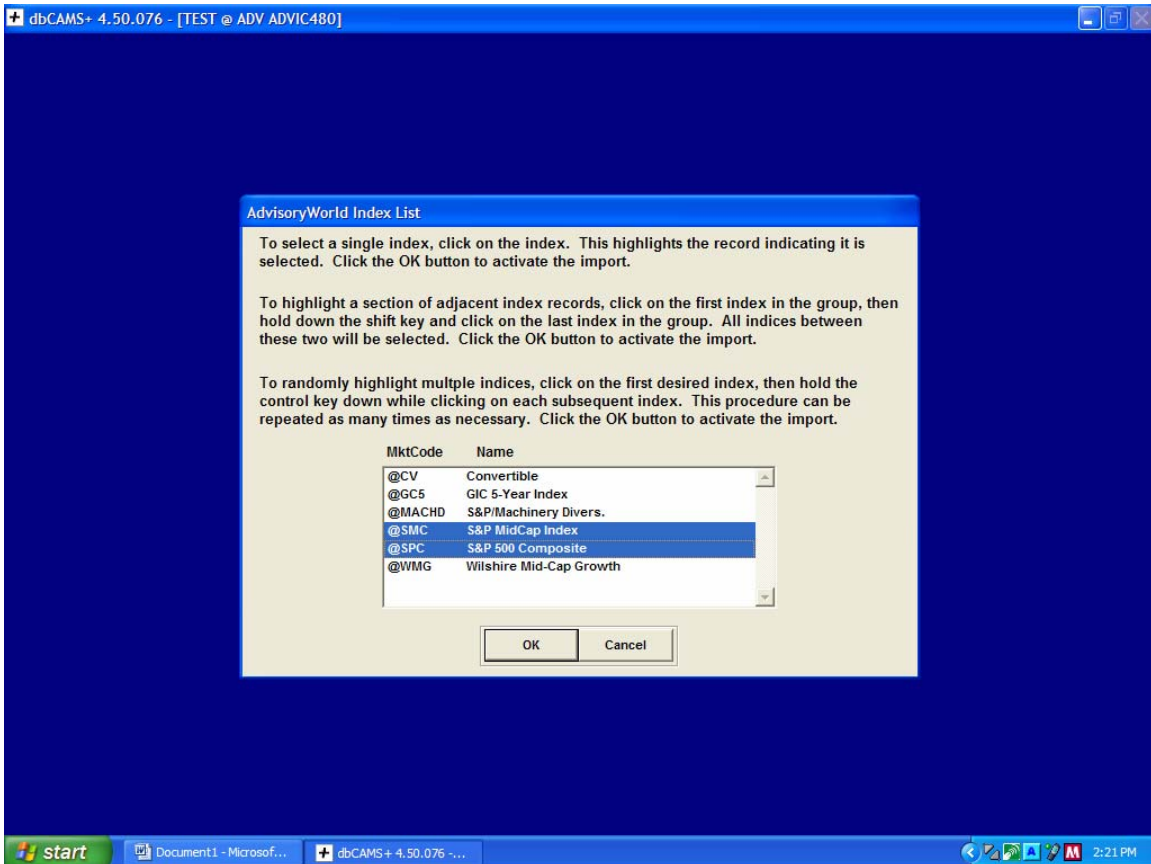 dbCAMS+ 4.50.076 - [TEST @ ADV ADVIC480]
AdvisoryWorld Index List
To select a single index, click on the index. This highlights the record indicating it is
selected. Click the OK button to activate the import.
To highlight a section of adjacent index records, click on the first index in the group, then
hold down the shift key and click on the last index in the group. All indices between
these two will be selected. Click the OK button to activate the import.
To randomly highlight multple indices, click on the first desired index, then hold the
control key down while clicking on each subsequent index. This procedure can be
repeated as many times as necessary. Click the OK button to activate the import.
MktCode Name
@CV Convertible
@GC5 GIC 5-Year Index
@MACHD S&P/Machinery Divers.
@SMC S&P MidCap Index
@SPC S&P 500 Composite
@WMG Wilshire Mid-Cap Growth
OK Cancel
start Document1 - Microsof... dbCAMS+ 4.50.076 -... A M 2:21 PM